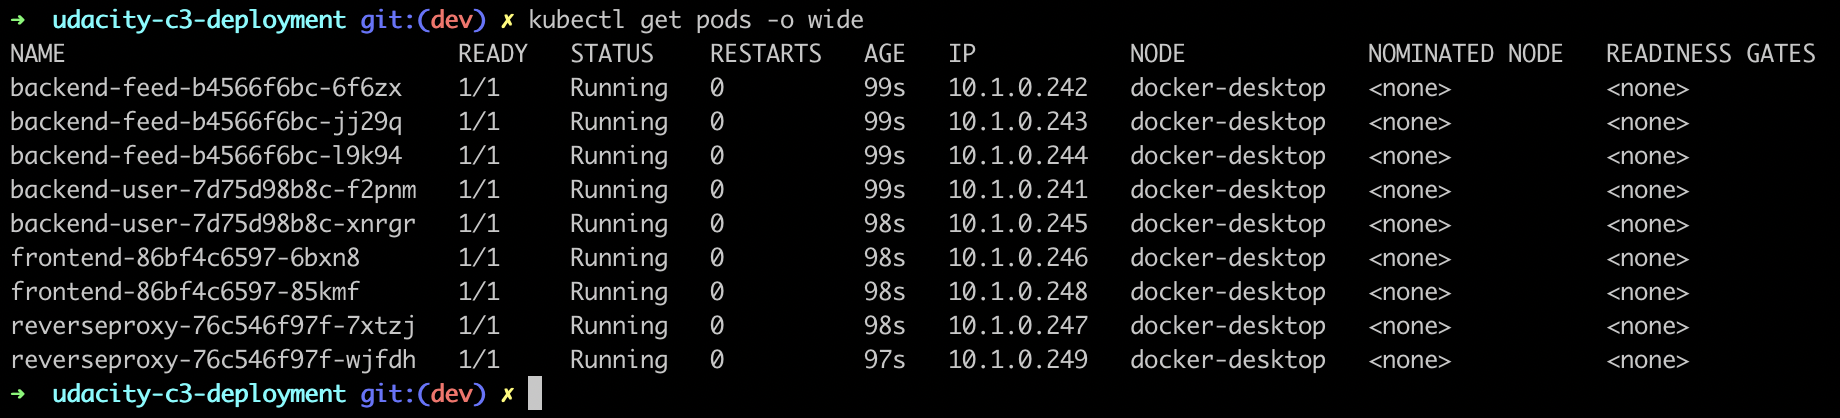 ➜  udacity-c3-deployment git:(dev) ✗ kubectl get pods -o wide
NAME                            READY   STATUS    RESTARTS   AGE   IP           NODE             NOMINATED NODE   READINESS GATES
backend-feed-b4566f6bc-6f6zx    1/1     Running   0          99s   10.1.0.242   docker-desktop   <none>           <none>
backend-feed-b4566f6bc-jj29q    1/1     Running   0          99s   10.1.0.243   docker-desktop   <none>           <none>
backend-feed-b4566f6bc-l9k94    1/1     Running   0          99s   10.1.0.244   docker-desktop   <none>           <none>
backend-user-7d75d98b8c-f2pnm   1/1     Running   0          99s   10.1.0.241   docker-desktop   <none>           <none>
backend-user-7d75d98b8c-xnrgr   1/1     Running   0          98s   10.1.0.245   docker-desktop   <none>           <none>
frontend-86bf4c6597-6bxn8       1/1     Running   0          98s   10.1.0.246   docker-desktop   <none>           <none>
frontend-86bf4c6597-85kmf       1/1     Running   0          98s   10.1.0.248   docker-desktop   <none>           <none>
reverseproxy-76c546f97f-7xtzj   1/1     Running   0          98s   10.1.0.247   docker-desktop   <none>           <none>
reverseproxy-76c546f97f-wjfdh   1/1     Running   0          97s   10.1.0.249   docker-desktop   <none>           <none>
➜  udacity-c3-deployment git:(dev) ✗